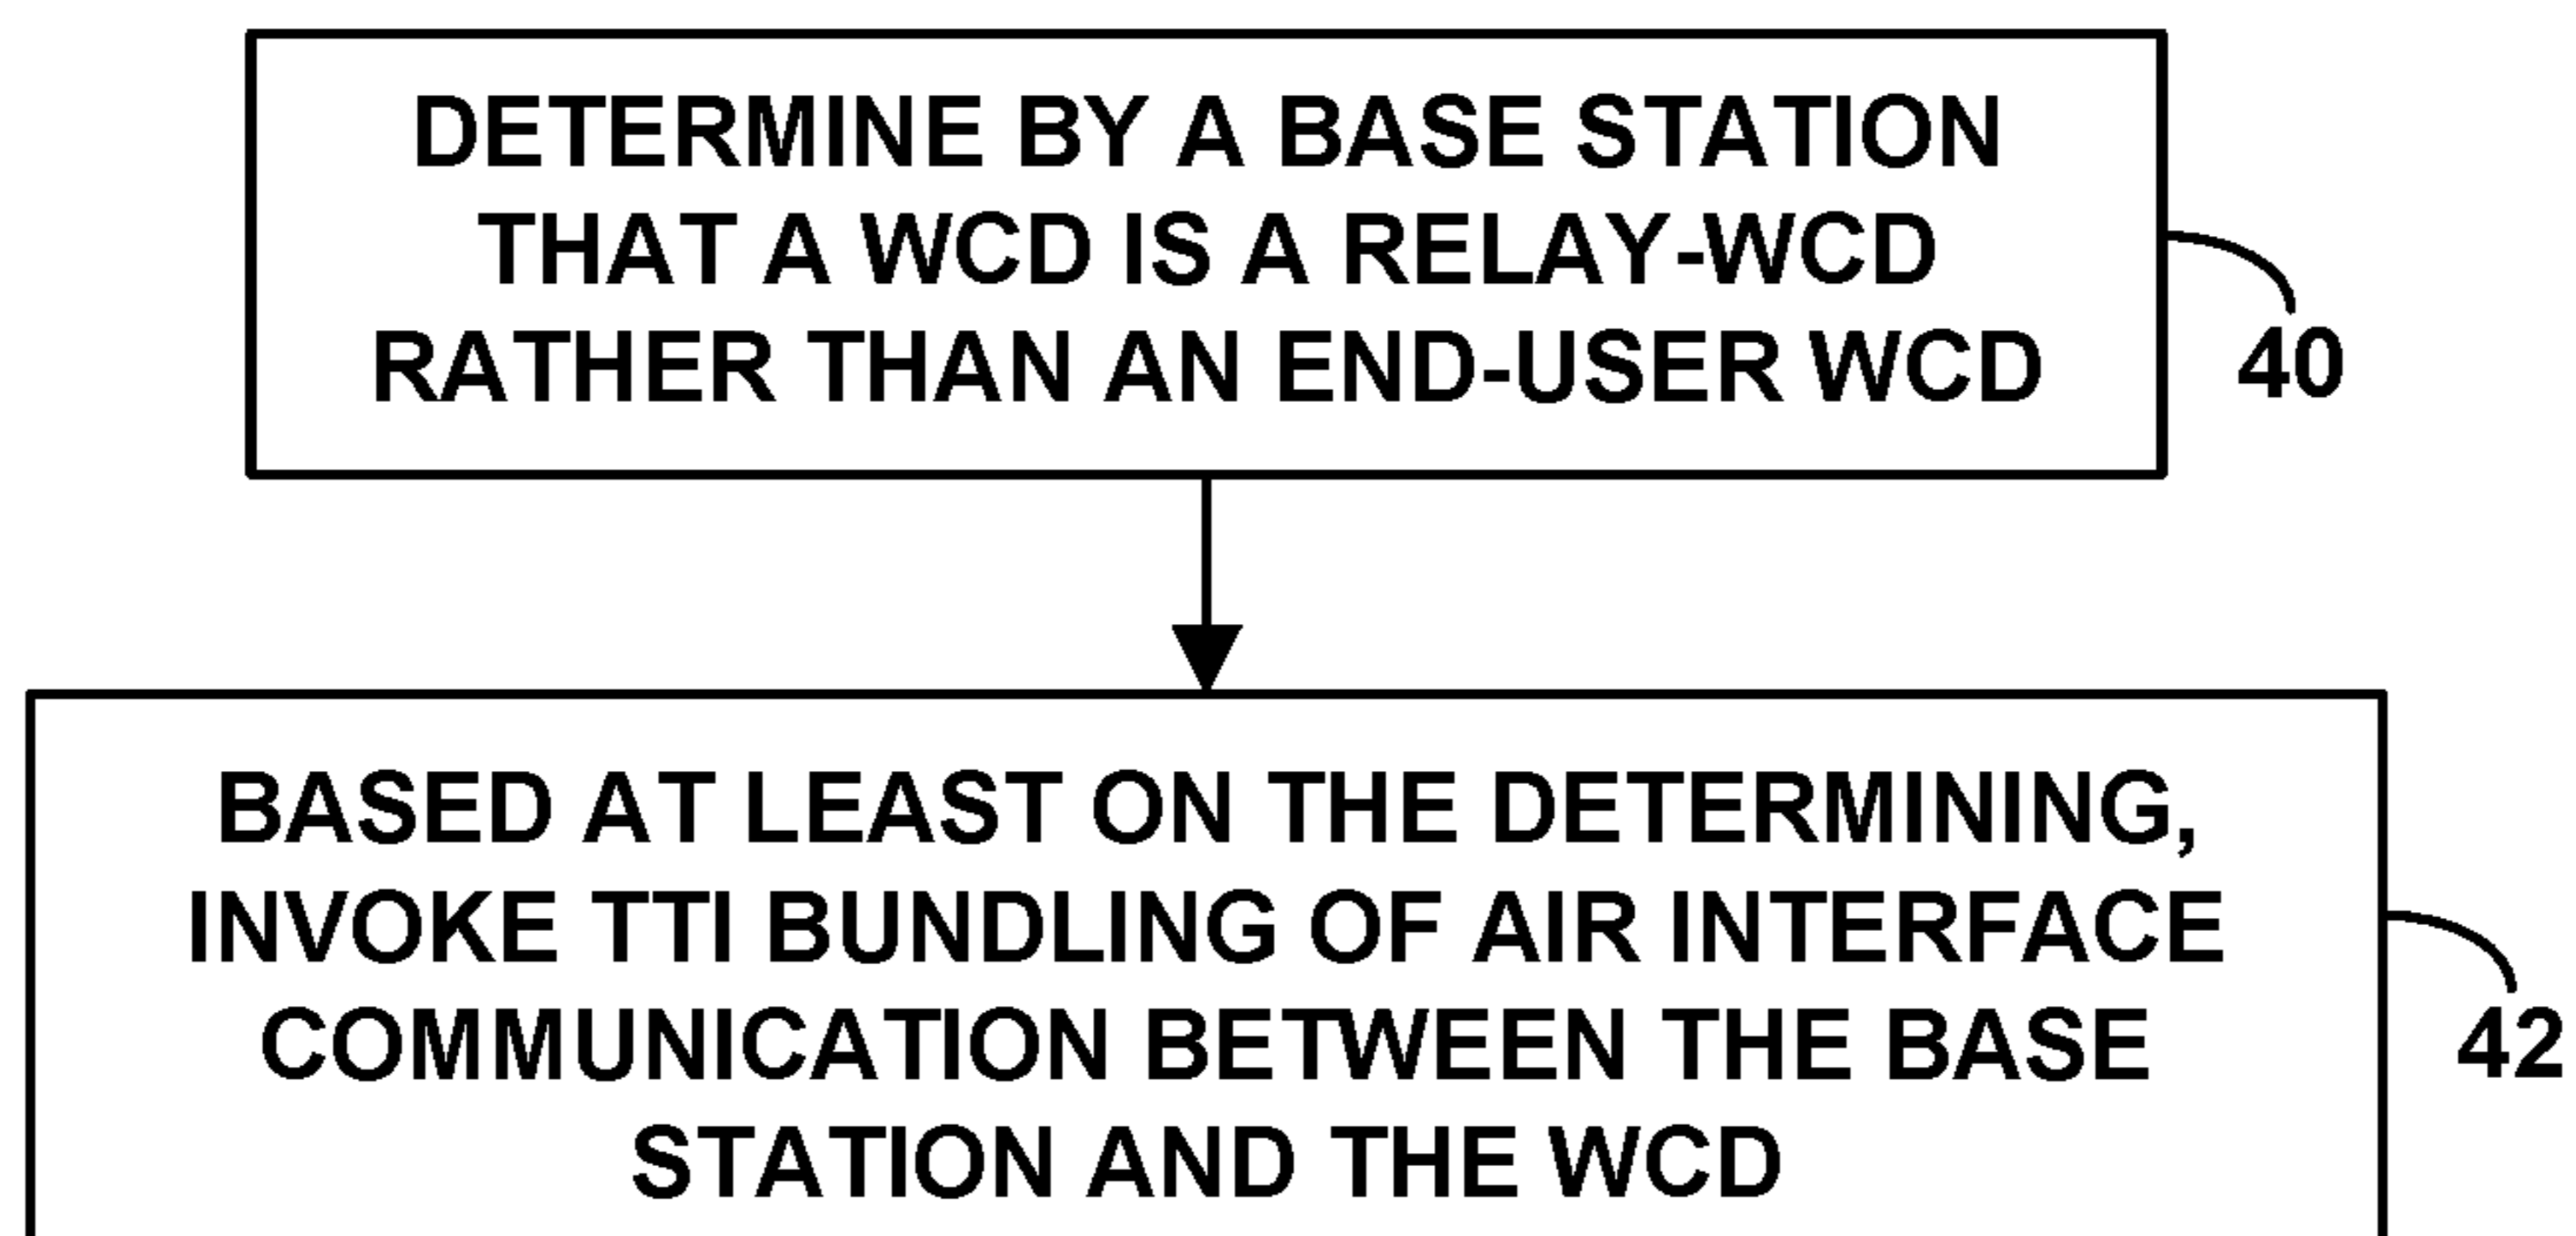 DETERMINE BY A BASE STATION
THAT A WCD IS A RELAY-WCD
RATHER THAN AN END-USER WCD
40
BASED AT LEAST ON THE DETERMINING,
INVOKE TTI BUNDLING OF AIR INTERFACE
COMMUNICATION BETWEEN THE BASE
STATION AND THE WCD
42